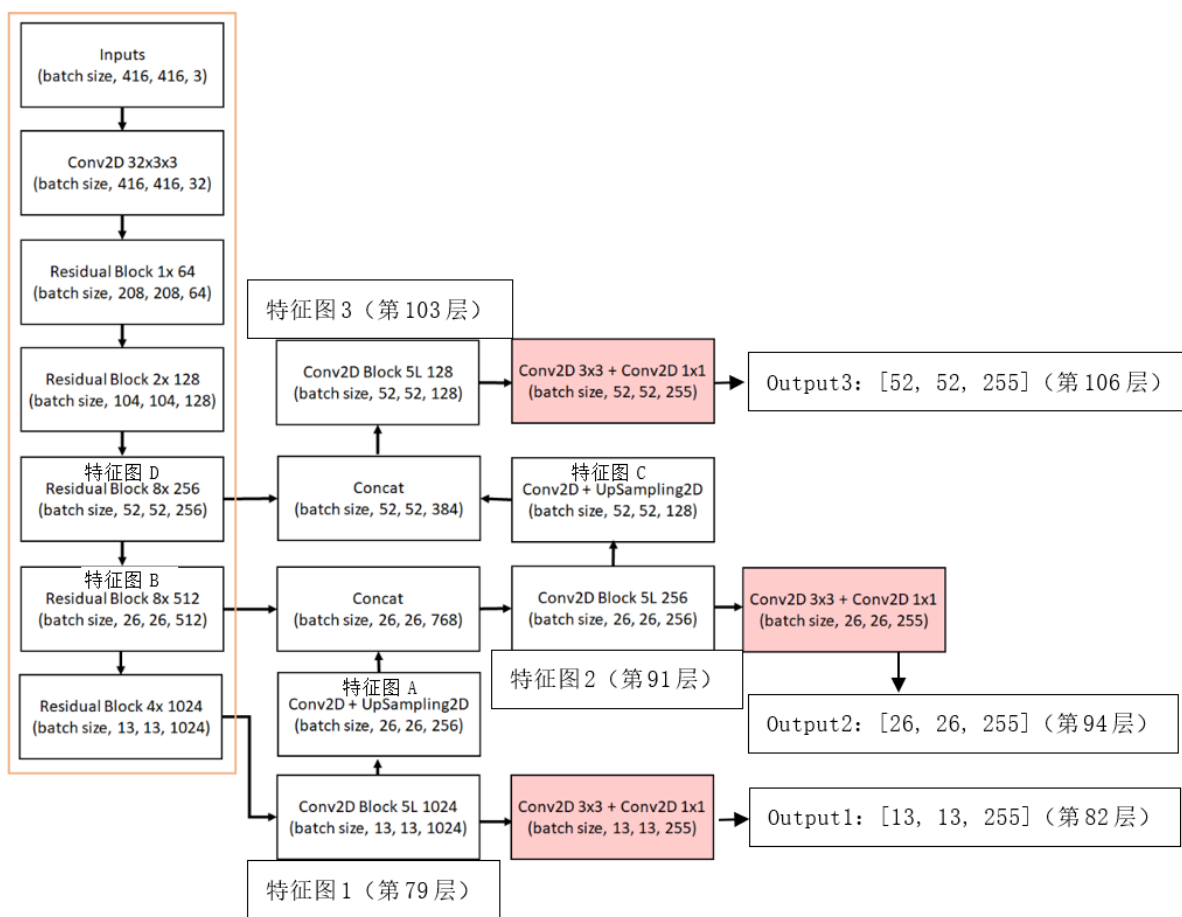 Inputs
(batch size, 416, 416, 3)
Conv2D 32x3x3
(batch size, 416, 416, 32)
Residual Block 1x 64
(batch size, 208, 208, 64)
Residual Block 2x 128
(batch size, 104, 104, 128)
特征图 D
Residual Block 8x 256
(batch size, 52, 52, 256)
特征图 B
Residual Block 8x 512
(batch size, 26, 26, 512)
Residual Block 4x 1024
(batch size, 13, 13, 1024)
特征图3（第103层）
Conv2D Block 5L 128
(batch size, 52, 52, 128)
Conv2D 3x3 + Conv2D 1x1
(batch size, 52, 52, 255)
Output3: [52, 52, 255]（第106层）
Concat
(batch size, 52, 52, 384)
特征图 C
Conv2D + UpSampling2D
(batch size, 52, 52, 128)
Concat
(batch size, 26, 26, 768)
Conv2D Block 5L 256
(batch size, 26, 26, 256)
Conv2D 3x3 + Conv2D 1x1
(batch size, 26, 26, 255)
特征图2（第91层）
Output2: [26, 26, 255]（第94层）
特征图 A
Conv2D + UpSampling2D
(batch size, 26, 26, 256)
Conv2D Block 5L 1024
(batch size, 13, 13, 1024)
Conv2D 3x3 + Conv2D 1x1
(batch size, 13, 13, 255)
Output1: [13, 13, 255]（第82层）
特征图1（第79层）